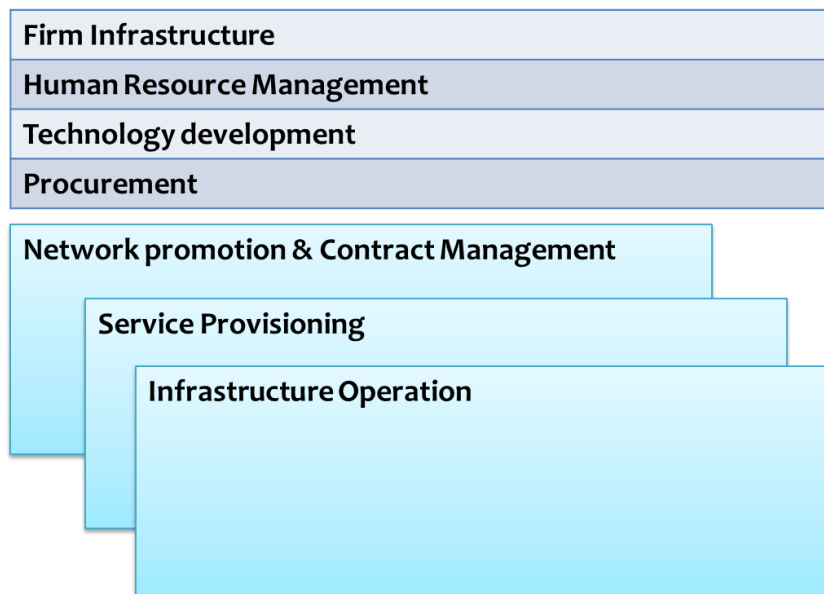 Firm Infrastructure
Human Resource Management
Technology development
Procurement
Network promotion & Contract Management
Service Provisioning
Infrastructure Operation